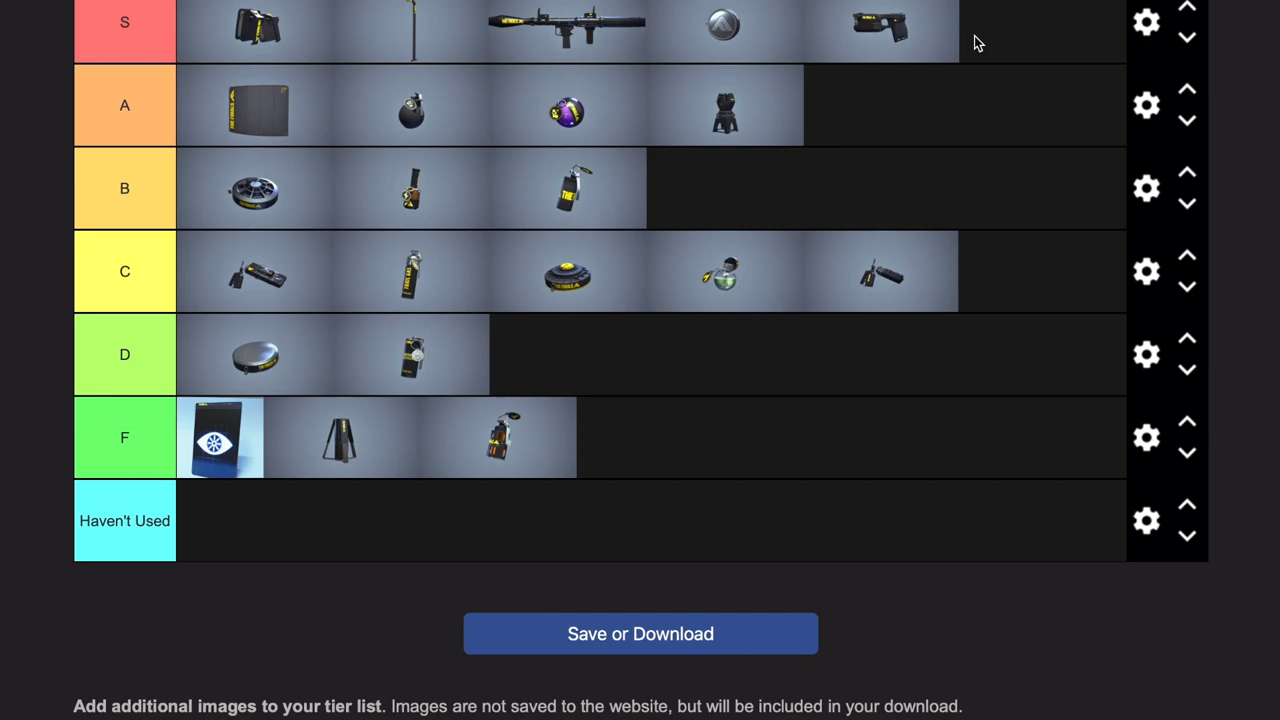 S
A
B
THE
C
D
F
Haven't Used
Save or Download
Add additional images to your tier list. Images are not saved to the website, but will be included in your download.